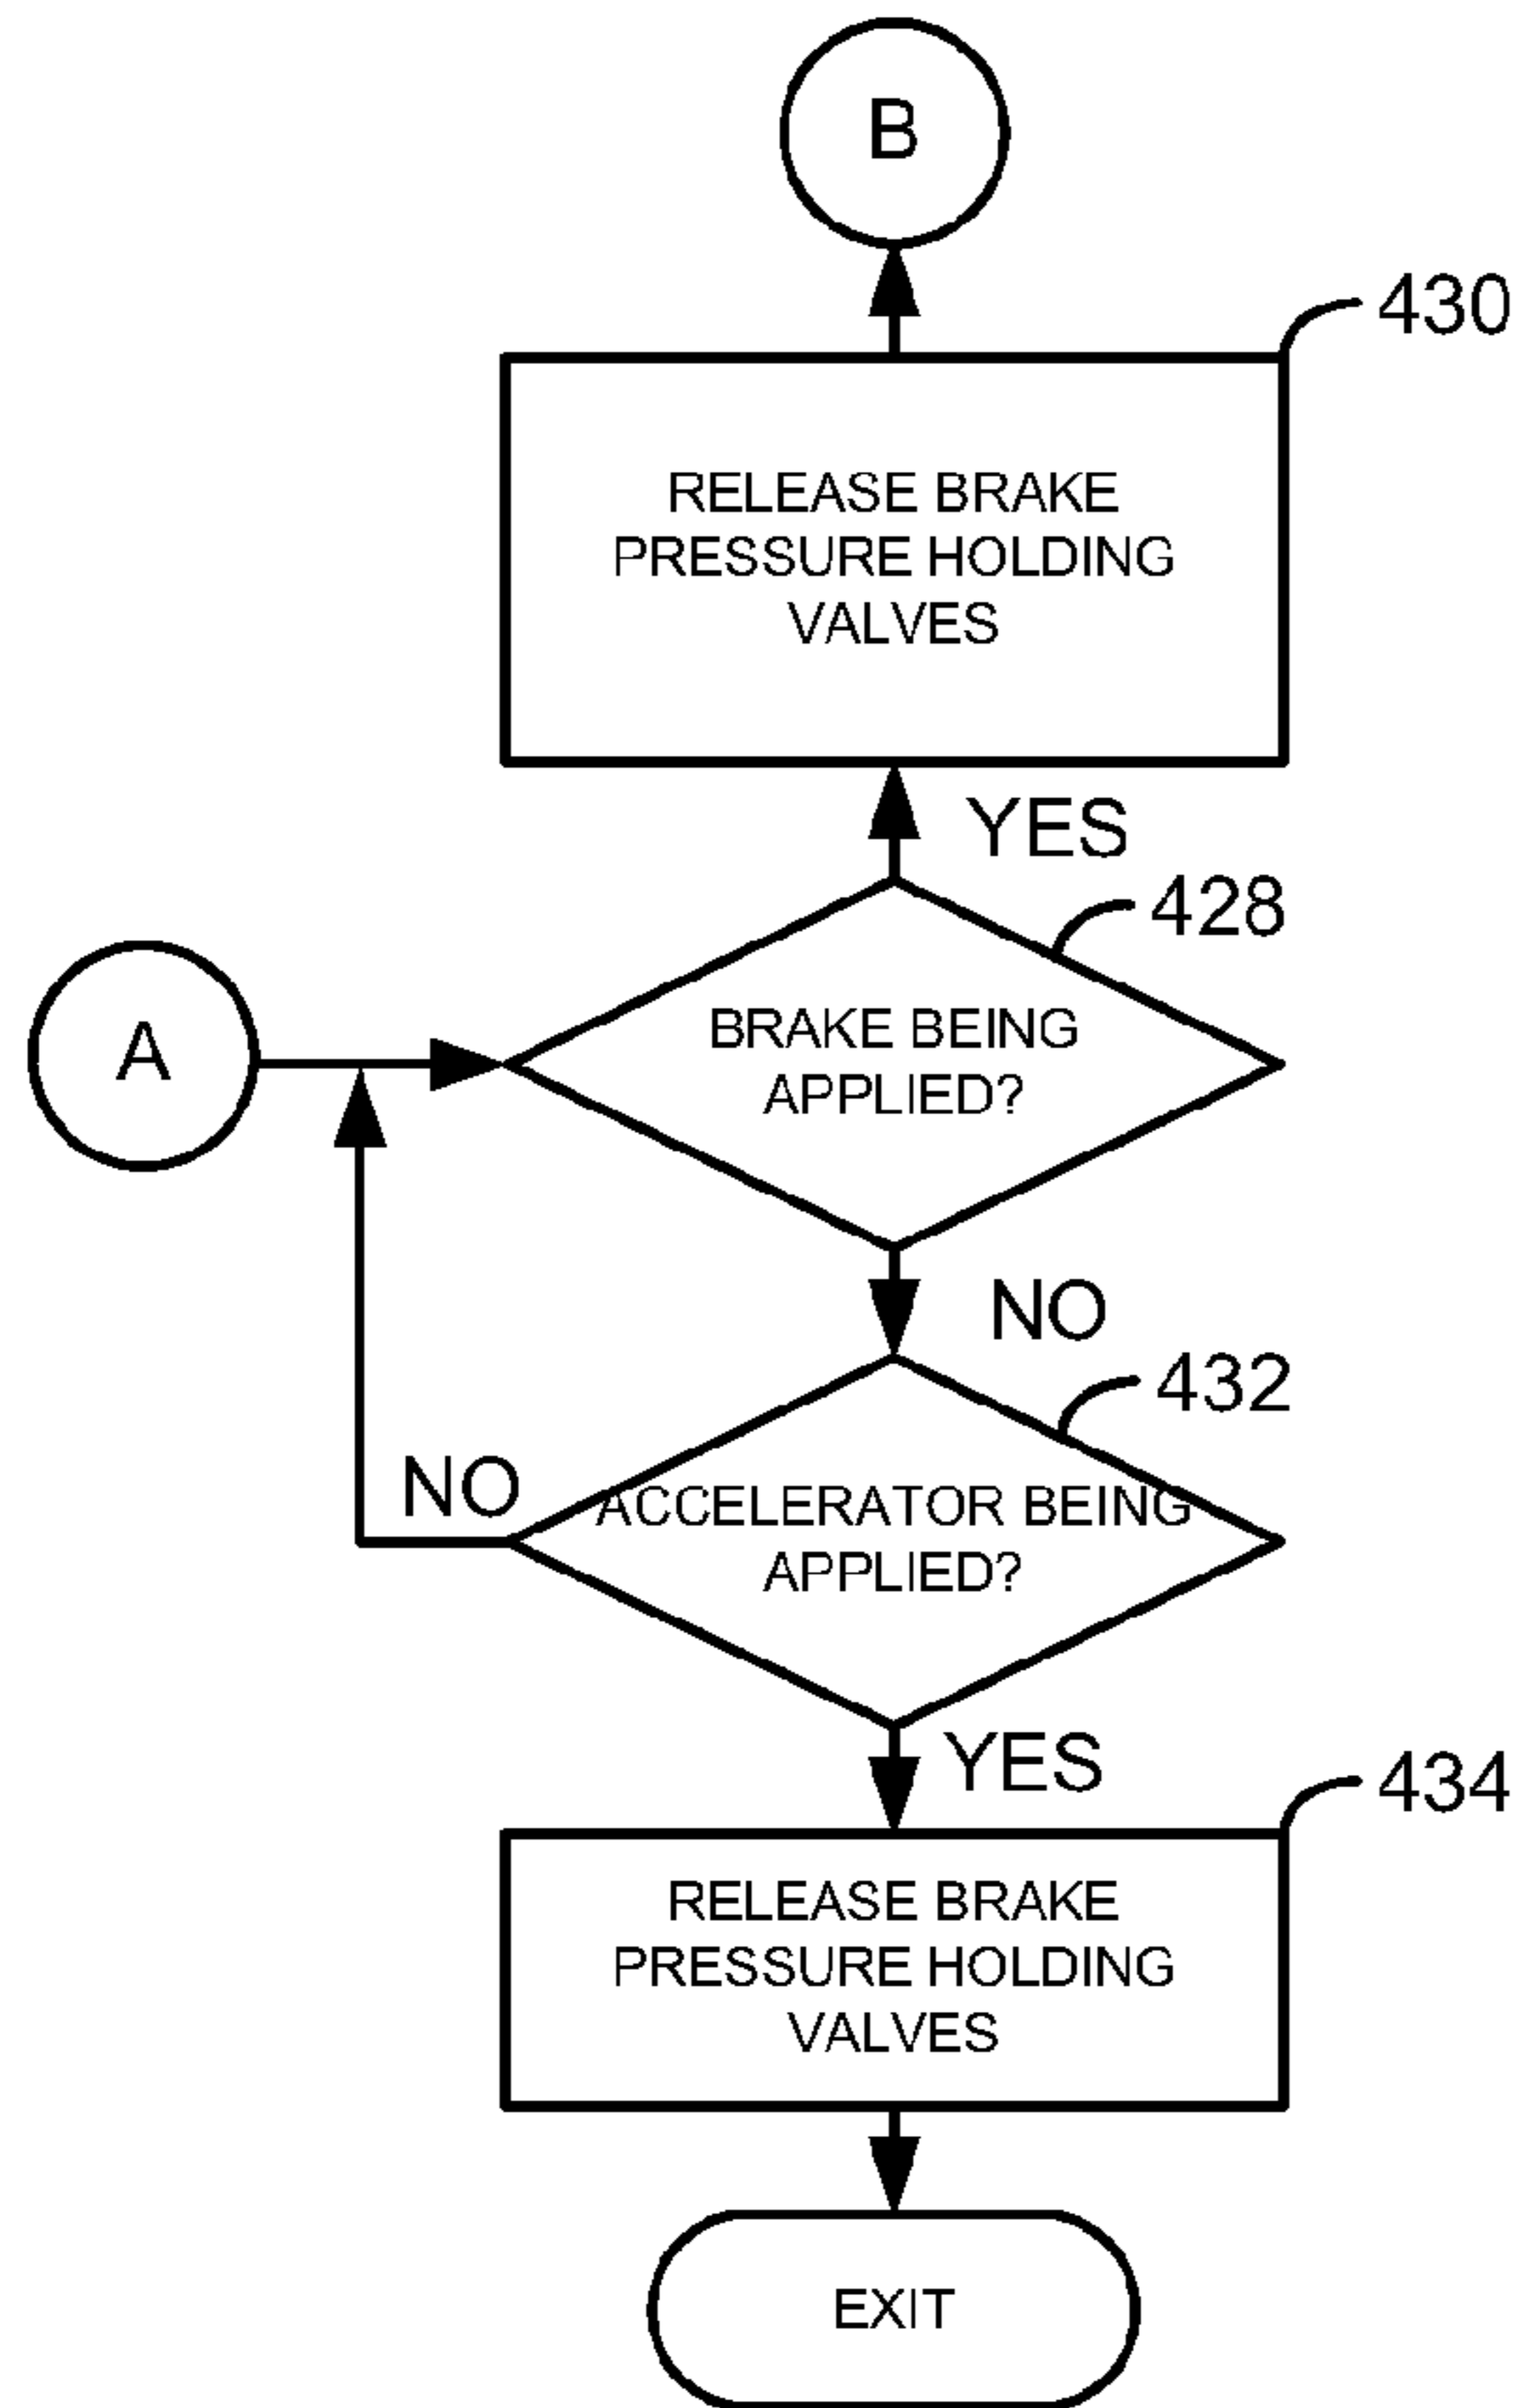 B
430
RELEASE BRAKE
PRESSURE HOLDING
VALVES
YES
428
A
BRAKE BEING
APPLIED?
NO
432
NO
ACCELERATOR BEING
APPLIED?
YES
434
RELEASE BRAKE
PRESSURE HOLDING
VALVES
EXIT